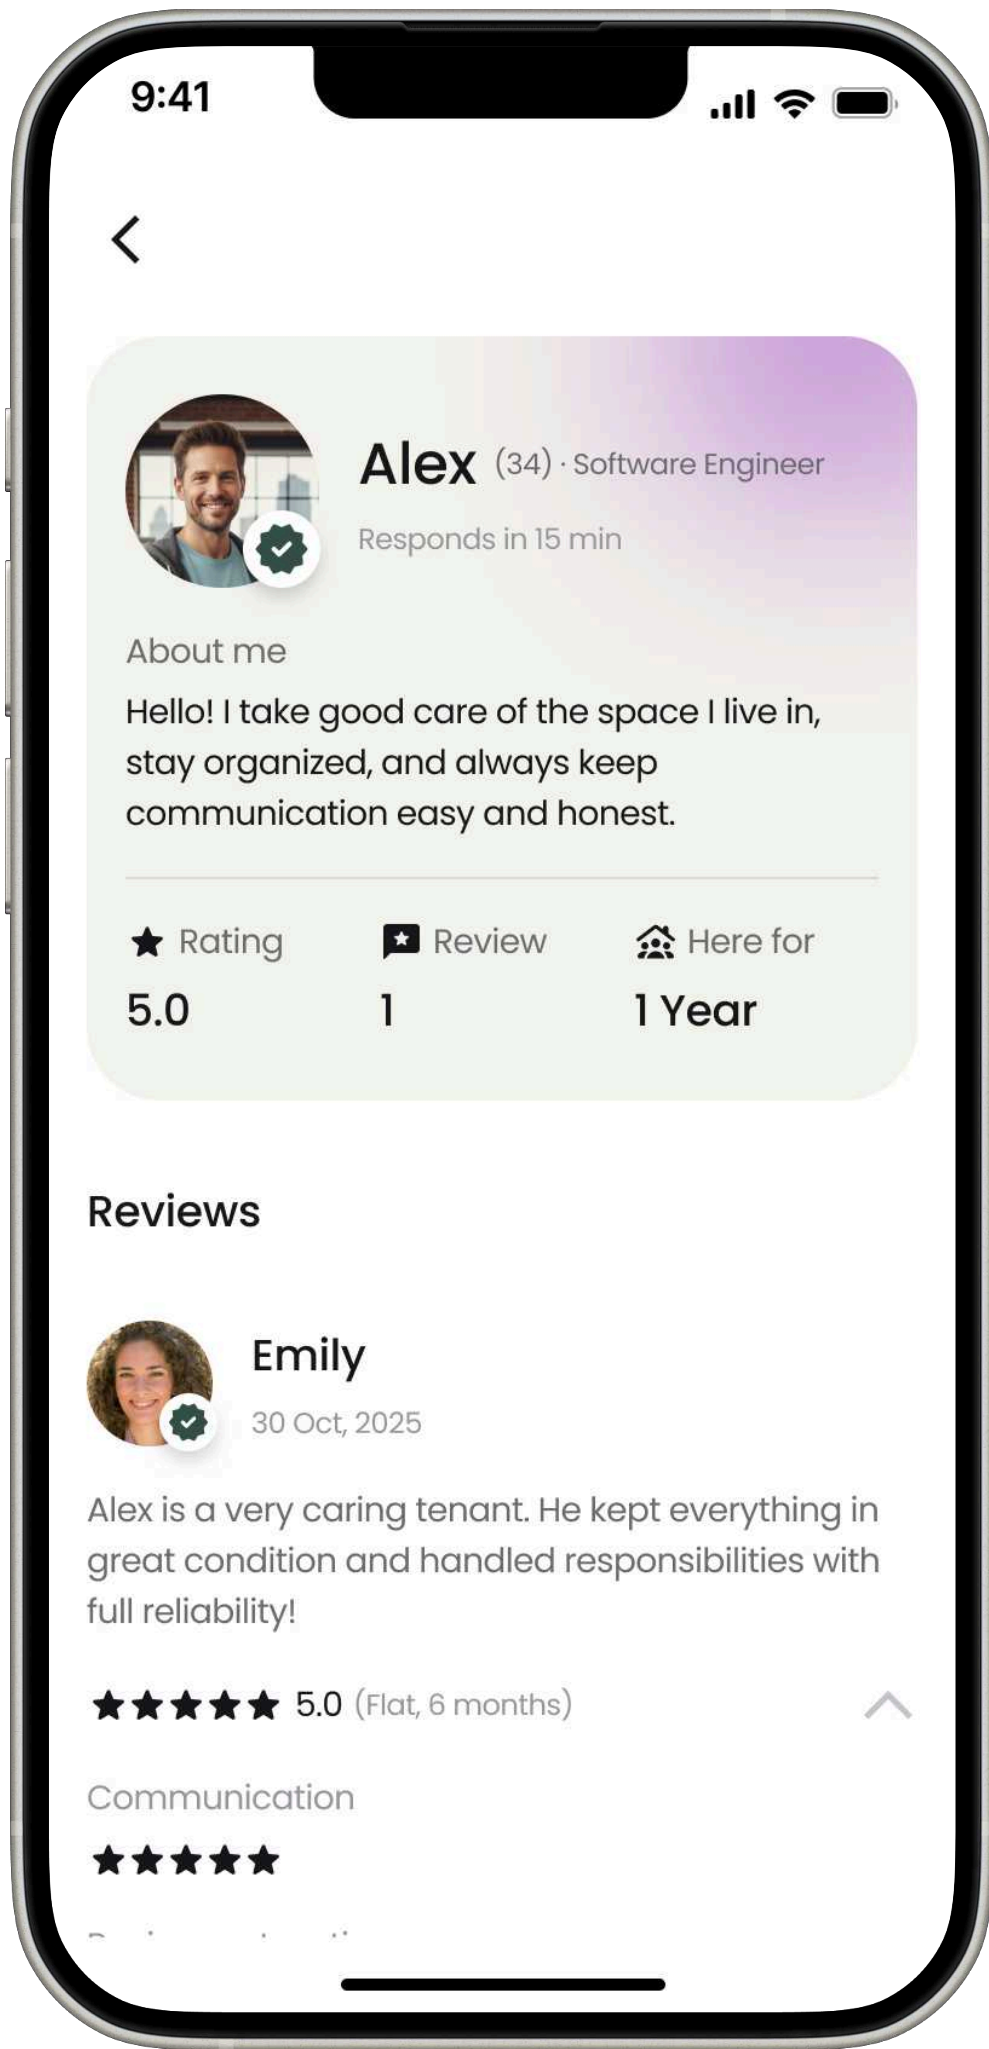 9:41
Alex (34) · Software Engineer
Responds in 15 min
About me
Hello! I take good care of the space I live in,
stay organized, and always keep
communication easy and honest.
Rating
Review
Here for
5.0
1
1 Year
Reviews
Emily
30 Oct, 2025
Alex is a very caring tenant. He kept everything in
great condition and handled responsibilities with
full reliability!
5.0 (Flat, 6 months)
Communication